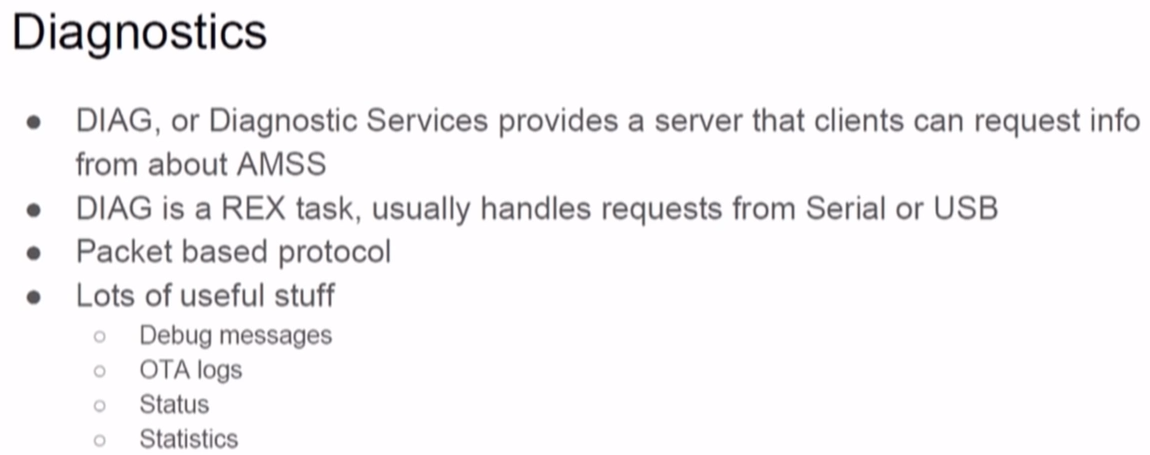 Diagnostics
● DIAG, or Diagnostic Services provides a server that clients can request info
from about AMSS
● DIAG is a REX task, usually handles requests from Serial or USB
● Packet based protocol
● Lots of useful stuff
○ Debug messages
○ OTA logs
○ Status
○ Statistics